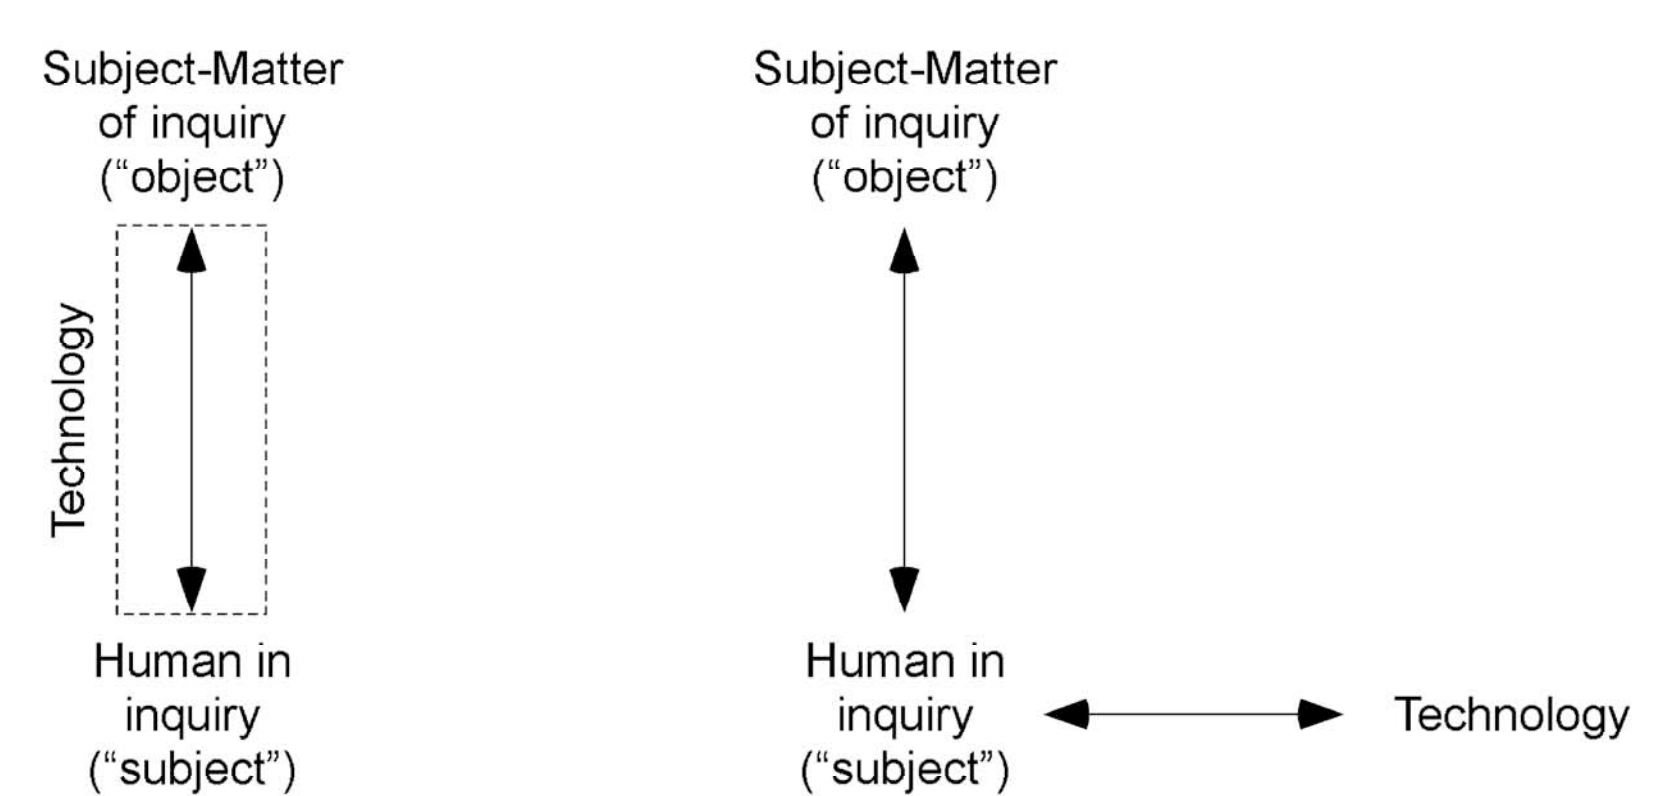 Subject-Matter
of inquiry
(“object”)
Technology
Human in
inquiry
(“subject”)
Subject-Matter
of inquiry
(“object”)
Human in
inquiry
(“subject”)
Technology